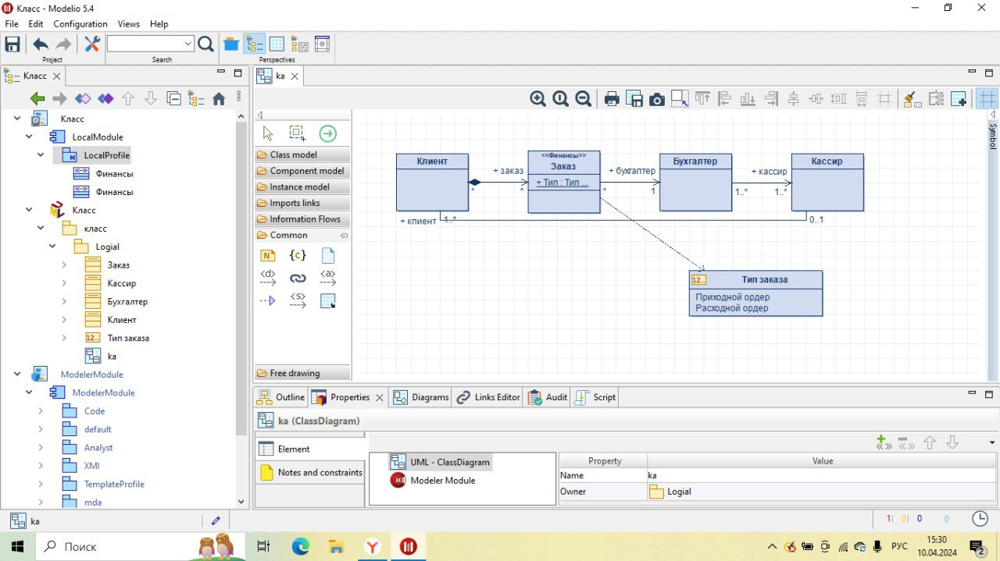 Класс - Modelio 5.4
File Edit Configuration Views Help
Project Search Perspectives
Класс
ka
Класс
LocalModule
LocalProfile
Финансы
Финансы
Класс
класс
Logial
Заказ
Кассир
Бухгалтер
Клиент
Тип заказа
ka
ModelerModule
ModelerModule
Code
default
Analyst
XMI
TemplateProfile
mda
Class model
Component model
Instance model
Imports links
Information Flows
Common
N
{c}
<d>
<a>
<s>
Free drawing
Клиент
+ заказ
*
*
<<Финансы>>
Заказ
+ Тип : Тип ...
+ бухгалтер
*
1
Бухгалтер
+ кассир
1..*
1..*
Кассир
+ клиент
1..*
0..1
12...
Тип заказа
Приходной ордер
Расходной ордер
Symbol
Outline Properties Diagrams Links Editor Audit Script
ka (ClassDiagram)
Element
Notes and constraints
UML - ClassDiagram
Modeler Module
Property Value
Name ka
Owner Logial
ka
1 0 0 0
Поиск
РУС
15:30
10.04.2024
2